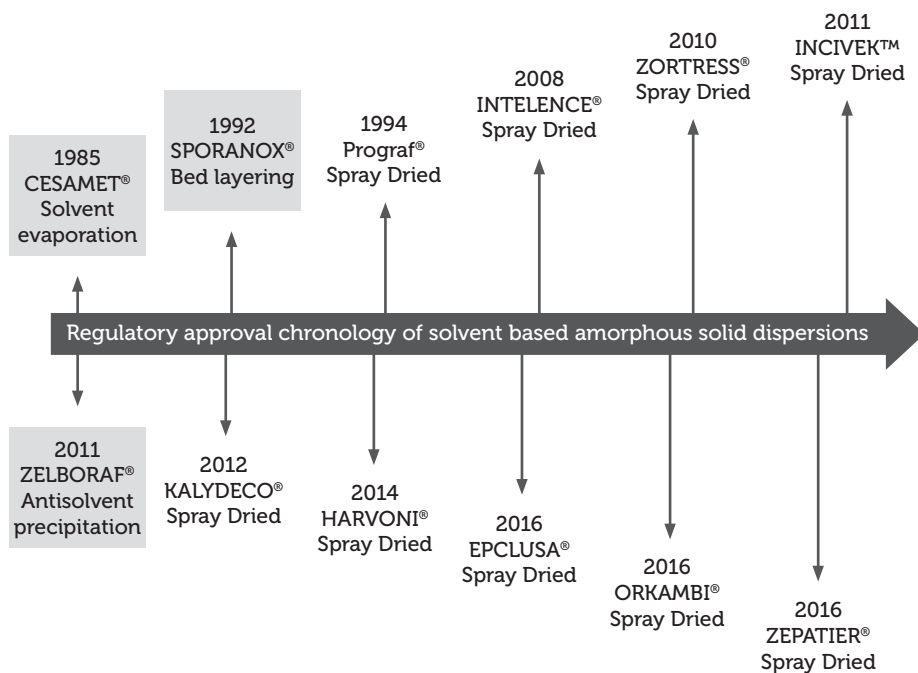 1985
CESAMET®
Solvent
evaporation
1992
SPORANOX®
Bed layering
1994
Prograf®
Spray Dried
2008
INTELENCE®
Spray Dried
2010
ZORTRESS®
Spray Dried
2011
INCIVEK™
Spray Dried
Regulatory approval chronology of solvent based amorphous solid dispersions
2011
ZELBORAF®
Antisolvent
precipitation
2012
KALYDECO®
Spray Dried
2014
HARVONI®
Spray Dried
2016
EPCLUSA®
Spray Dried
2016
ORKAMBI®
Spray Dried
2016
ZEPATIER®
Spray Dried